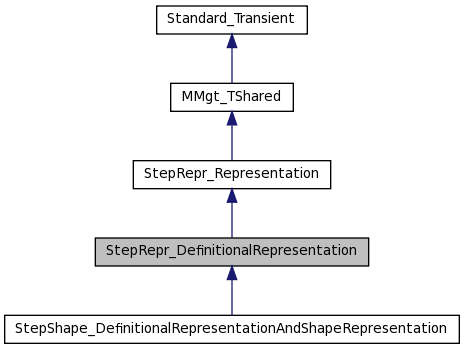 Standard_Transient
MMgt_TShared
StepRepr_Representation
StepRepr_DefinitionalRepresentation
StepShape_DefinitionalRepresentationAndShapeRepresentation